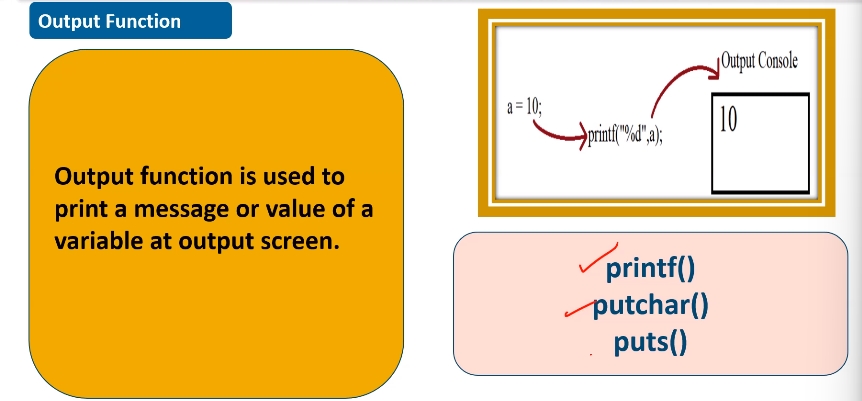 Output Function
Output function is used to
print a message or value of a
variable at output screen.
a = 10;
printf("%d",a);
Output Console
10
printf()
putchar()
puts()